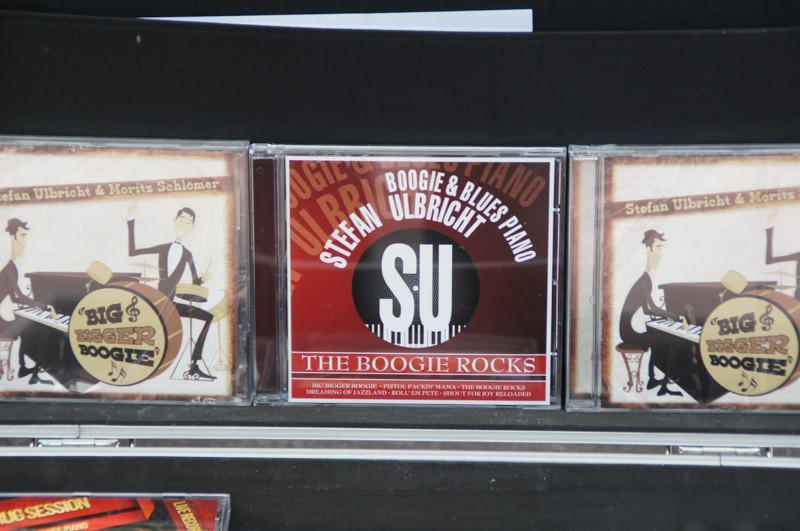 Stefan Ulbricht & Moritz Schlömer
BIG
BIGGER
BOOGIE
BOOGIE & BLUES PIANO
STEFAN ULBRICHT
S·U
THE BOOGIE ROCKS
BIG BIGGER BOOGIE - PISTOL PACKIN' MAMA - THE BOOGIE ROCKS
DREAMING OF JAZZLAND - ROLL' EM PETE - SHOUT FOR JOY RELOADED
Stefan Ulbricht & Moritz
BIG
BIGGER
BOOGIE
SESSION
LIVE
PIANO